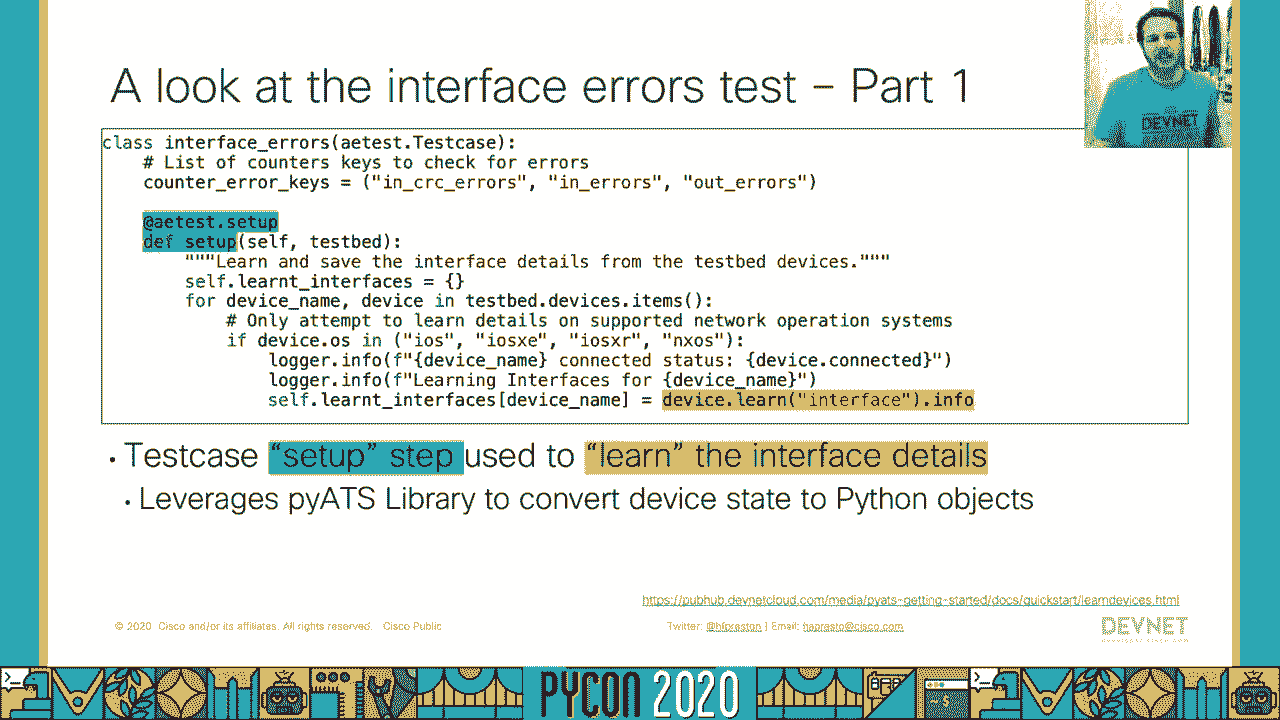 A look at the interface errors test – Part 1
DEVNET
class interface_errors(aetest.Testcase):
    # List of counters keys to check for errors
    counter_error_keys = ("in_crc_errors", "in_errors", "out_errors")
    @aetest.setup
    def setup(self, testbed):
        """Learn and save the interface details from the testbed devices."""
        self.learnt_interfaces = {}
        for device_name, device in testbed.devices.items():
            # Only attempt to learn details on supported network operation systems
            if device.os in ("ios", "iosxe", "iosxr", "nxos"):
                logger.info(f"{device_name} connected status: {device.connected}")
                logger.info(f"Learning Interfaces for {device_name}")
                self.learnt_interfaces[device_name] = device.learn("interface").info
• Testcase “setup” step used to “learn” the interface details
• Leverages pyATS Library to convert device state to Python objects
https://pubhub.devnetcloud.com/media/pyats-getting-started/docs/quickstart/learndevices.html
© 2020 Cisco and/or its affiliates. All rights reserved. Cisco Public
Twitter: @hfpreston | Email: hapresto@cisco.com
DEVNET
developer.cisco.com
PYCON 2020